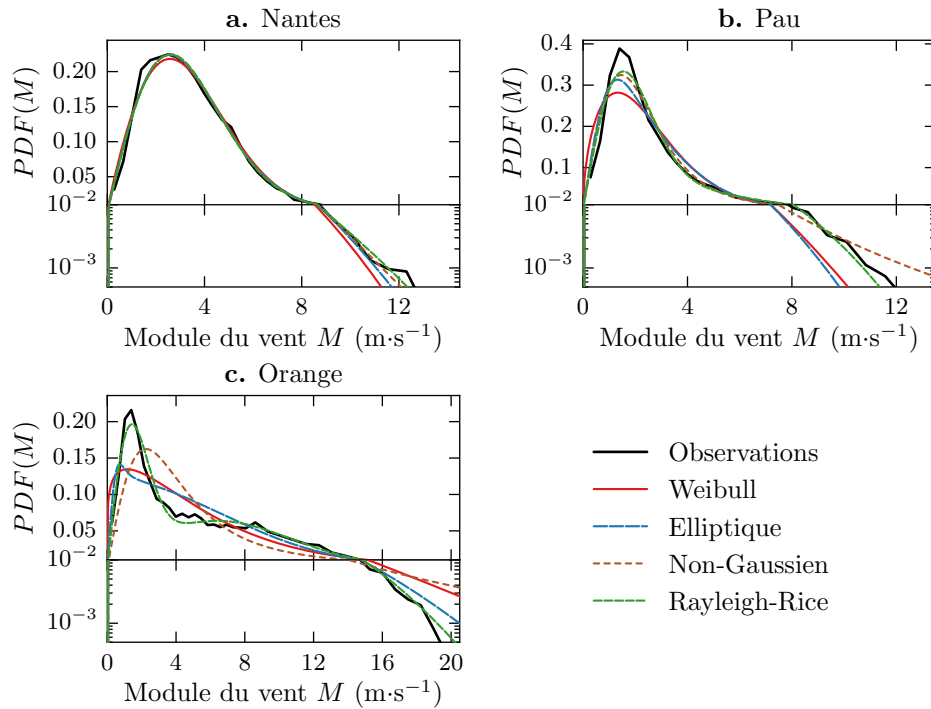 a. Nantes
PDF(M)
0.20
0.15
0.10
0.05
10⁻²
10⁻³
0 4 8 12
Module du vent M (m·s⁻¹)
b. Pau
PDF(M)
0.4
0.3
0.2
0.1
10⁻²
10⁻³
0 4 8 12
Module du vent M (m·s⁻¹)
c. Orange
PDF(M)
0.20
0.15
0.10
0.05
10⁻²
10⁻³
0 4 8 12 16 20
Module du vent M (m·s⁻¹)
Observations
Weibull
Elliptique
Non-Gaussien
Rayleigh-Rice